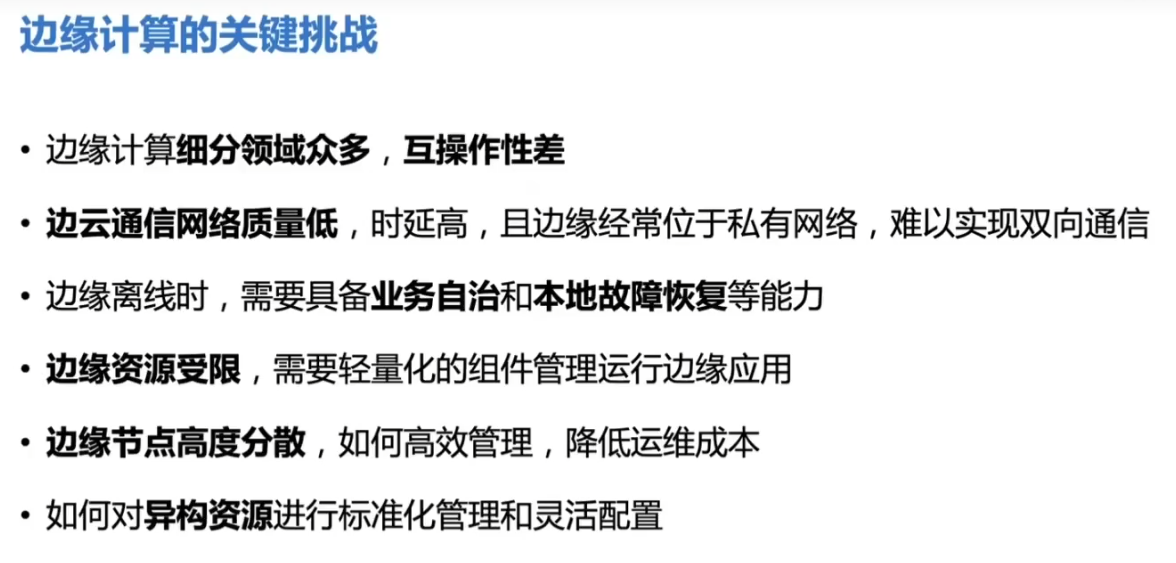 边缘计算的关键挑战
• 边缘计算细分领域众多，互操作性差
• 边云通信网络质量低，时延高，且边缘经常位于私有网络，难以实现双向通信
• 边缘离线时，需要具备业务自治和本地故障恢复等能力
• 边缘资源受限，需要轻量化的组件管理运行边缘应用
• 边缘节点高度分散，如何高效管理，降低运维成本
• 如何对异构资源进行标准化管理和灵活配置